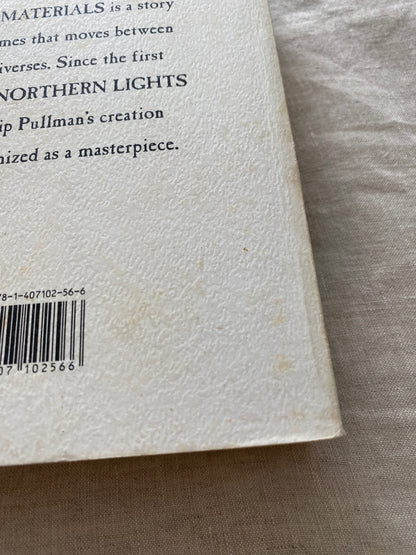 MATERIALS is a story
mes that moves between
iverses. Since the first
NORTHERN LIGHTS
ip Pullman's creation
nized as a masterpiece.
78-1-407102-56-6
07 102566